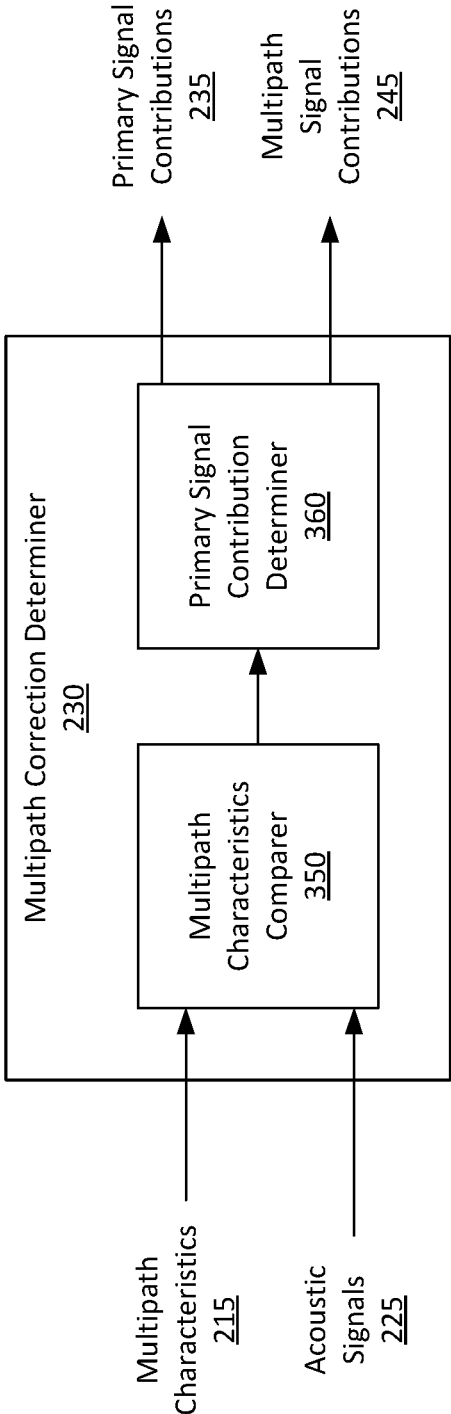 Multipath Correction Determiner
230
Multipath
Characteristics
215
Acoustic
Signals
225
Multipath
Characteristics
Comparer
350
Primary Signal
Contribution
Determiner
360
Primary Signal
Contributions
235
Multipath
Signal
Contributions
245